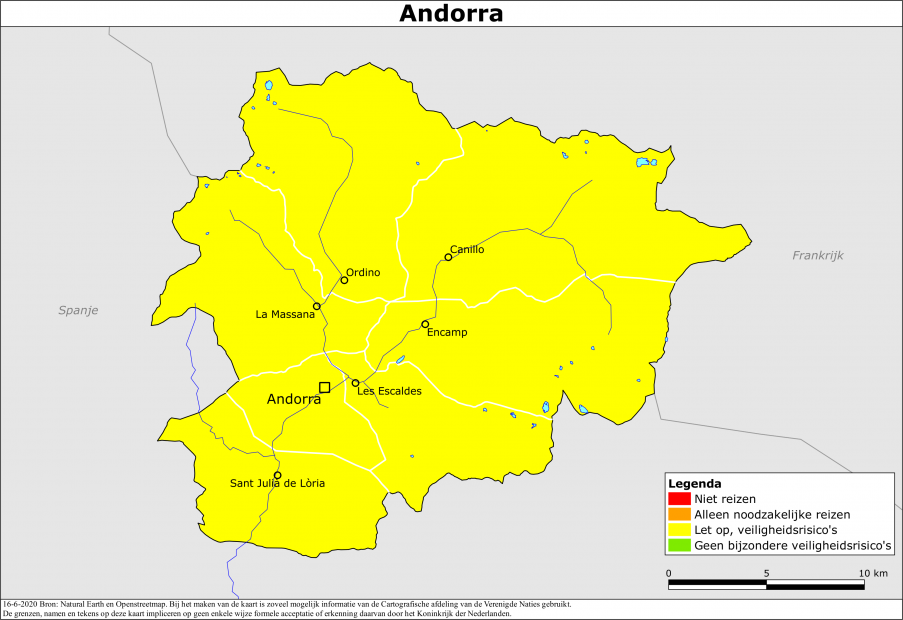 Andorra
Spanje
Frankrijk
Canillo
Ordino
La Massana
Encamp
Les Escaldes
Andorra
Sant Julià de Lòria
Legenda
Niet reizen
Alleen noodzakelijke reizen
Let op, veiligheidsrisico's
Geen bijzondere veiligheidsrisico's
0 5 10 km
16-6-2020 Bron: Natural Earth en Openstreetmap. Bij het maken van de kaart is zoveel mogelijk informatie van de Cartografische afdeling van de Verenigde Naties gebruikt.
De grenzen, namen en tekens op deze kaart impliceren op geen enkele wijze formele acceptatie of erkenning daarvan door het Koninkrijk der Nederlanden.